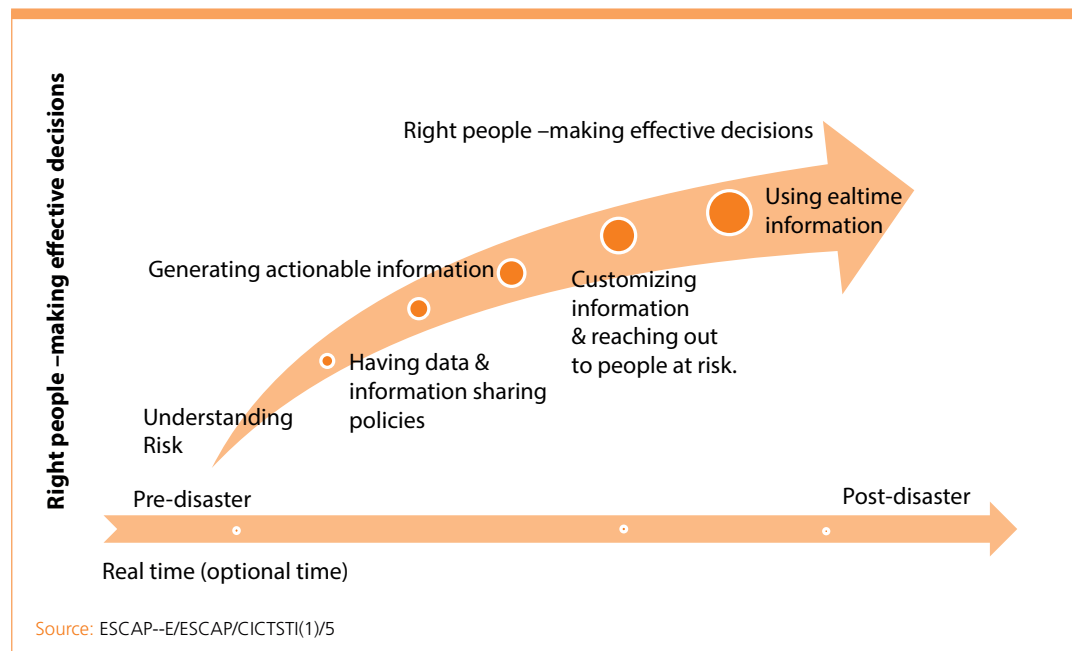 Right people –making effective decisions
Right people –making effective decisions
Using ealtime
information
Generating actionable information
Customizing
information
& reaching out
to people at risk.
Having data &
information sharing
policies
Understanding
Risk
Pre-disaster
Post-disaster
Real time (optional time)
Source: ESCAP--E/ESCAP/CICTSTI(1)/5